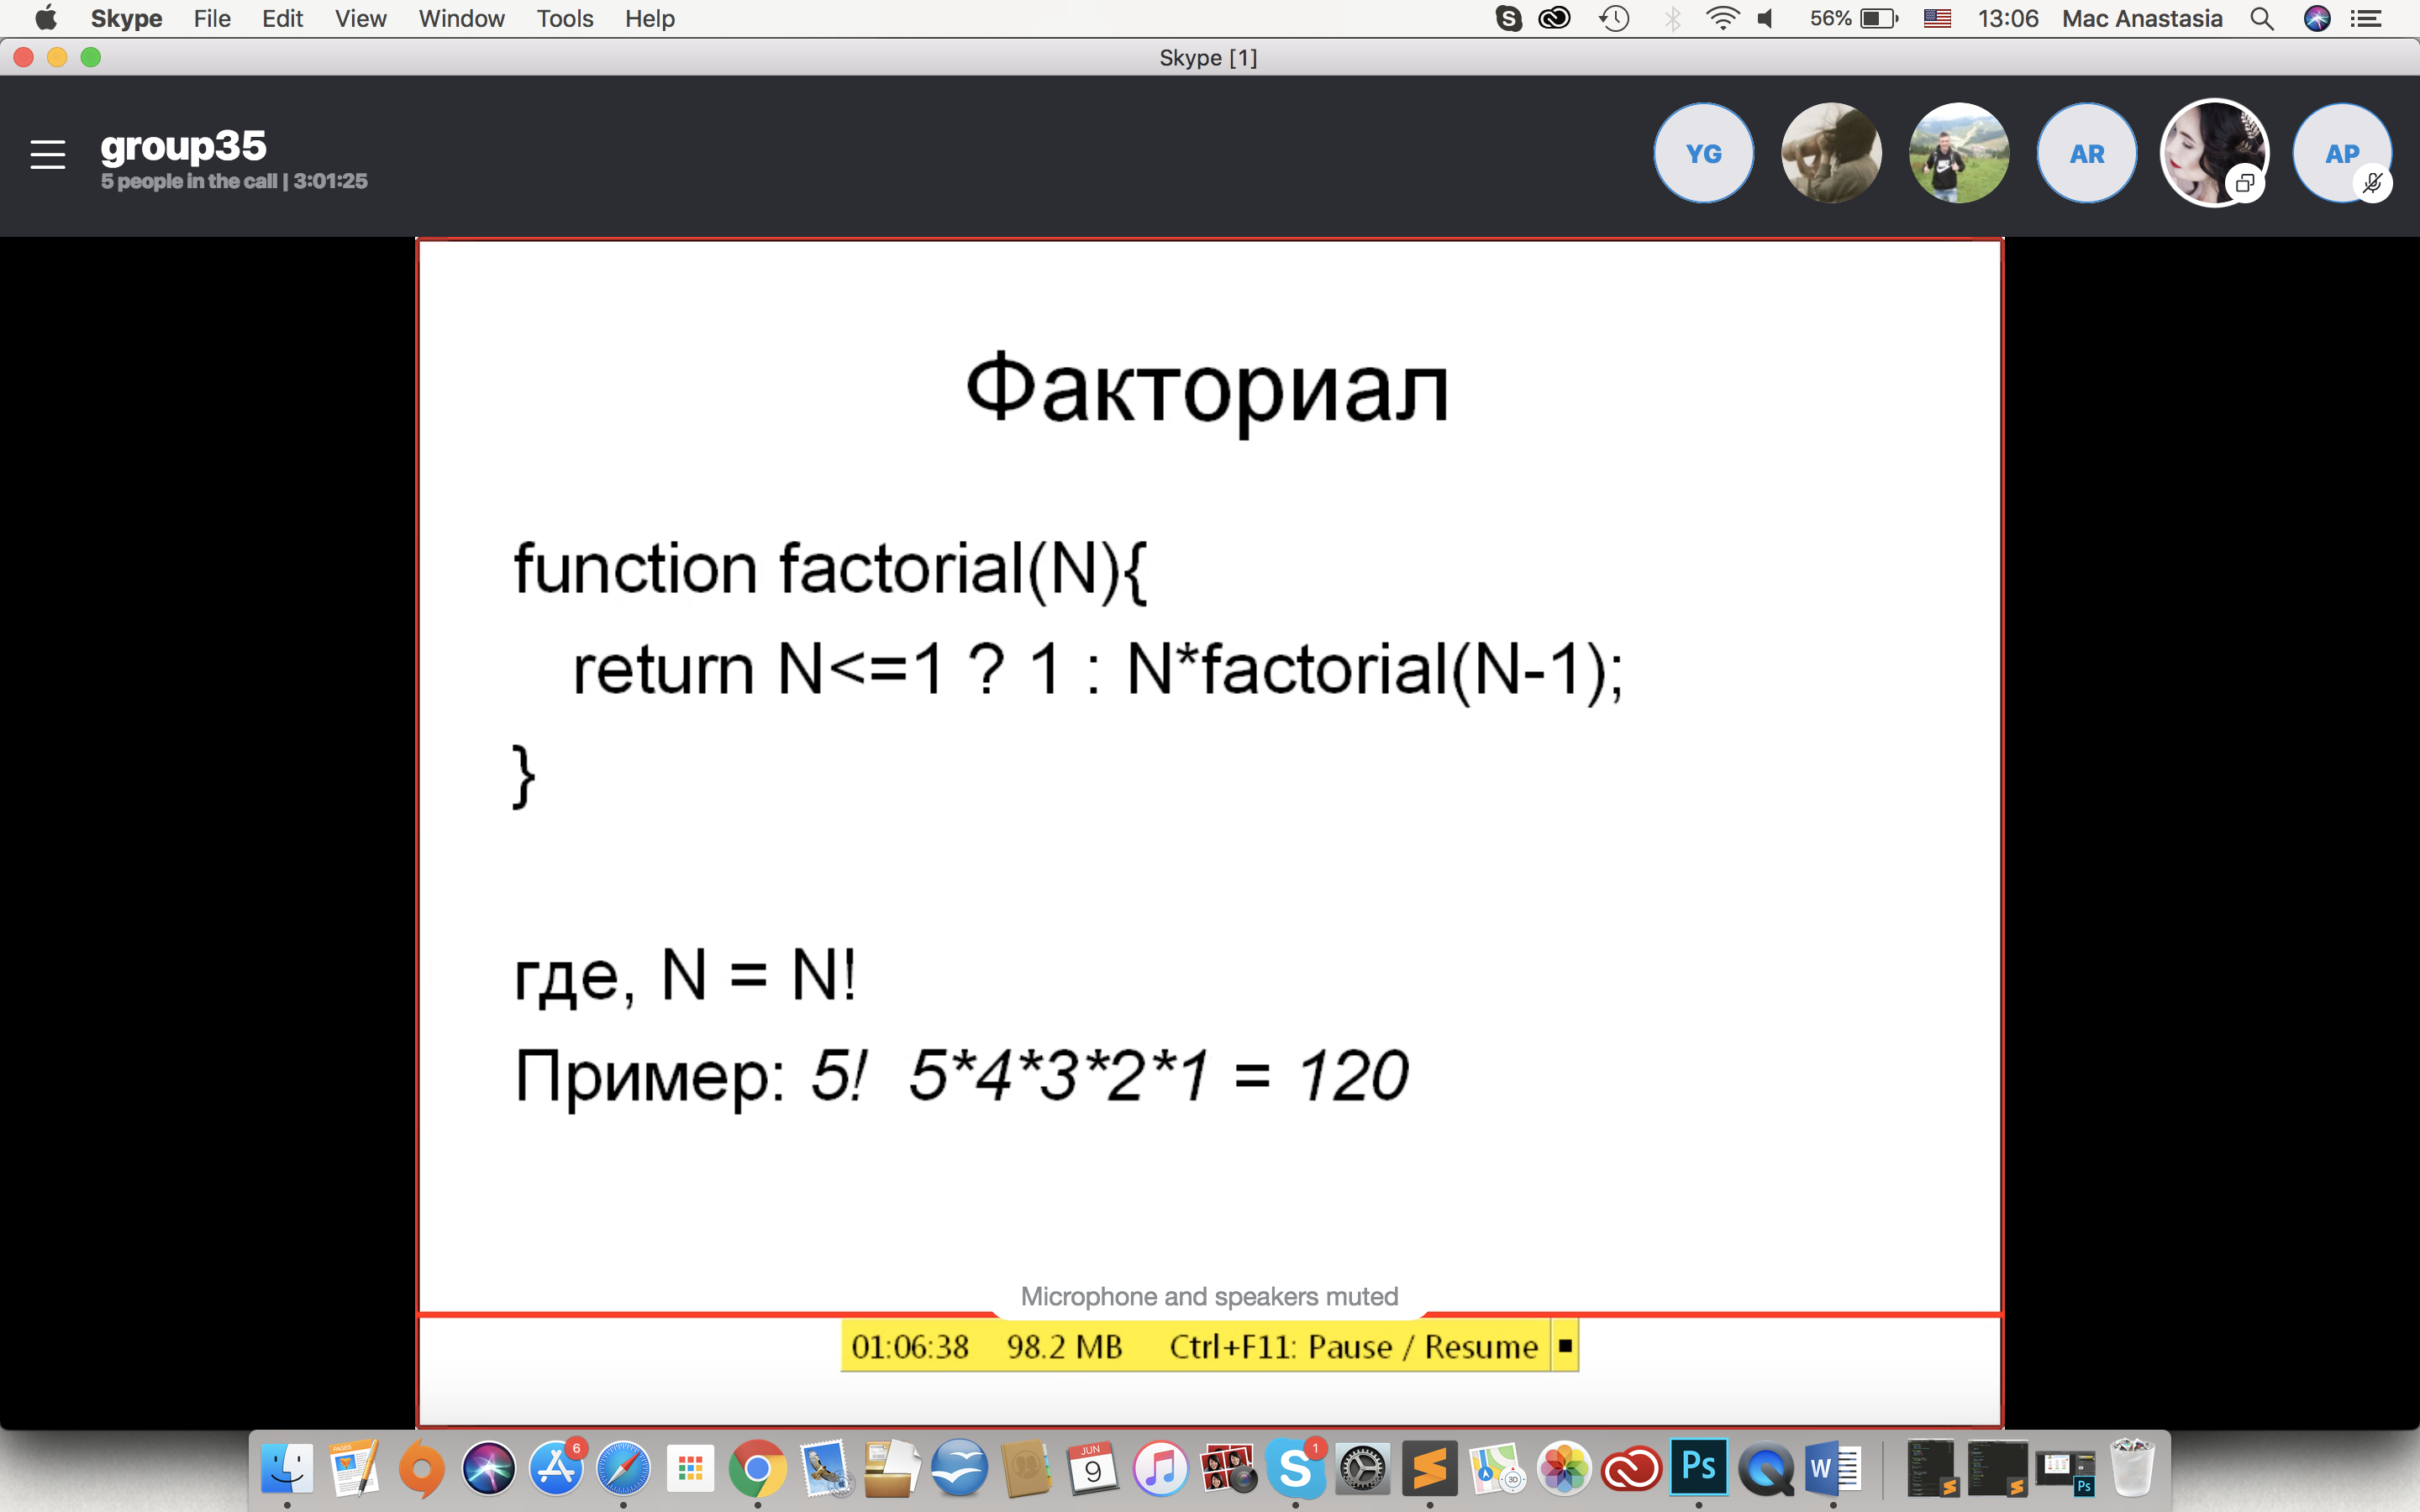 Skype File Edit View Window Tools Help 56% 13:06 Mac Anastasia
Skype [1]
group35
5 people in the call | 3:01:25
YG AR AP
Факториал
function factorial(N){
return N<=1 ? 1 : N*factorial(N-1);
}
где, N = N!
Пример: 5! 5*4*3*2*1 = 120
Microphone and speakers muted
01:06:38 98.2 MB Ctrl+F11: Pause / Resume
PAGES 6 JUN 9 1 S 3D Ps W Ps